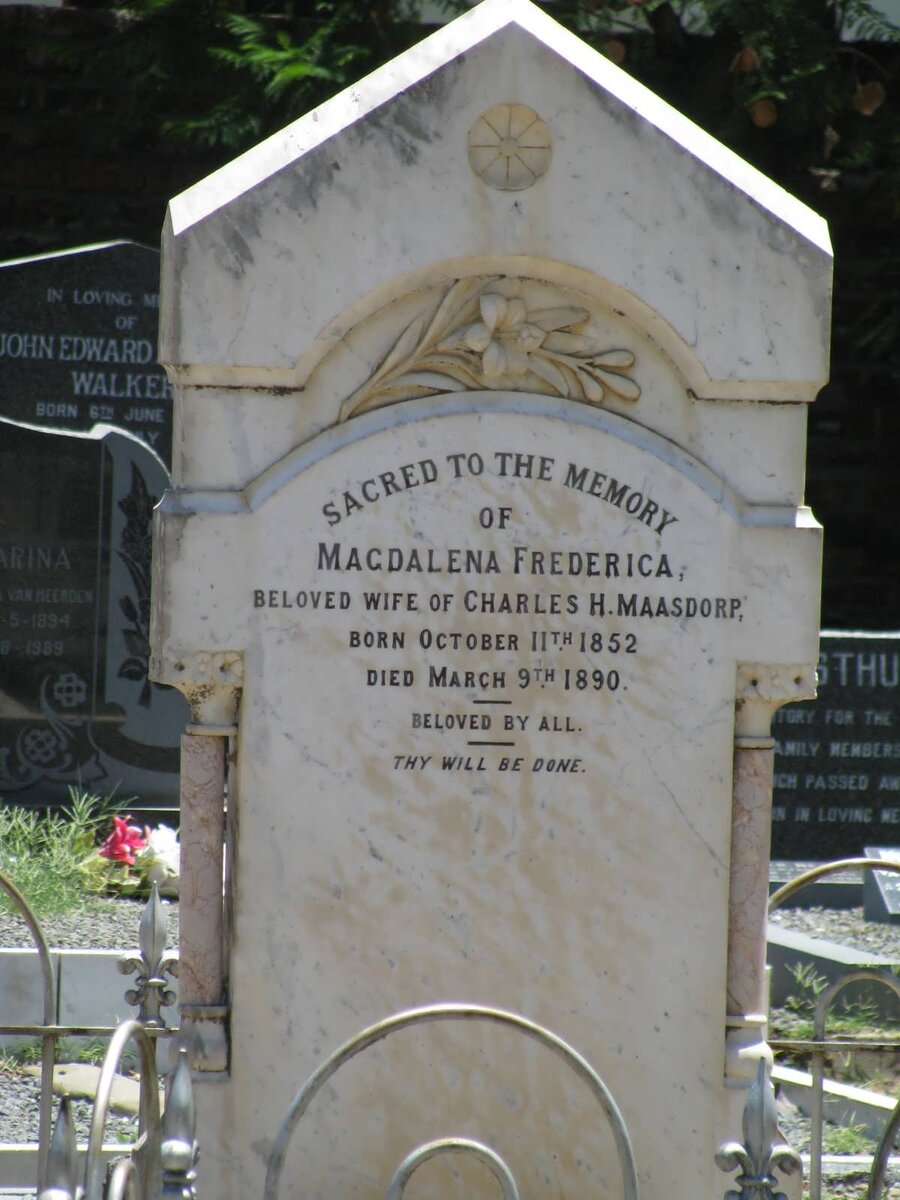 SACRED TO THE MEMORY
OF
MAGDALENA FREDERICA,
BELOVED WIFE OF CHARLES H. MAASDORP,
BORN OCTOBER 11TH 1852
DIED MARCH 9TH 1890.
BELOVED BY ALL.
THY WILL BE DONE.
IN LOVING
OF
JOHN EDWARD
WALKER
BORN 6TH JUNE
ARINA
VAN HEERDEN
-5-1894
8-1989
STHU
TORY FOR THE
AMILY MEMBERS
CH PASSED
IN LOVING